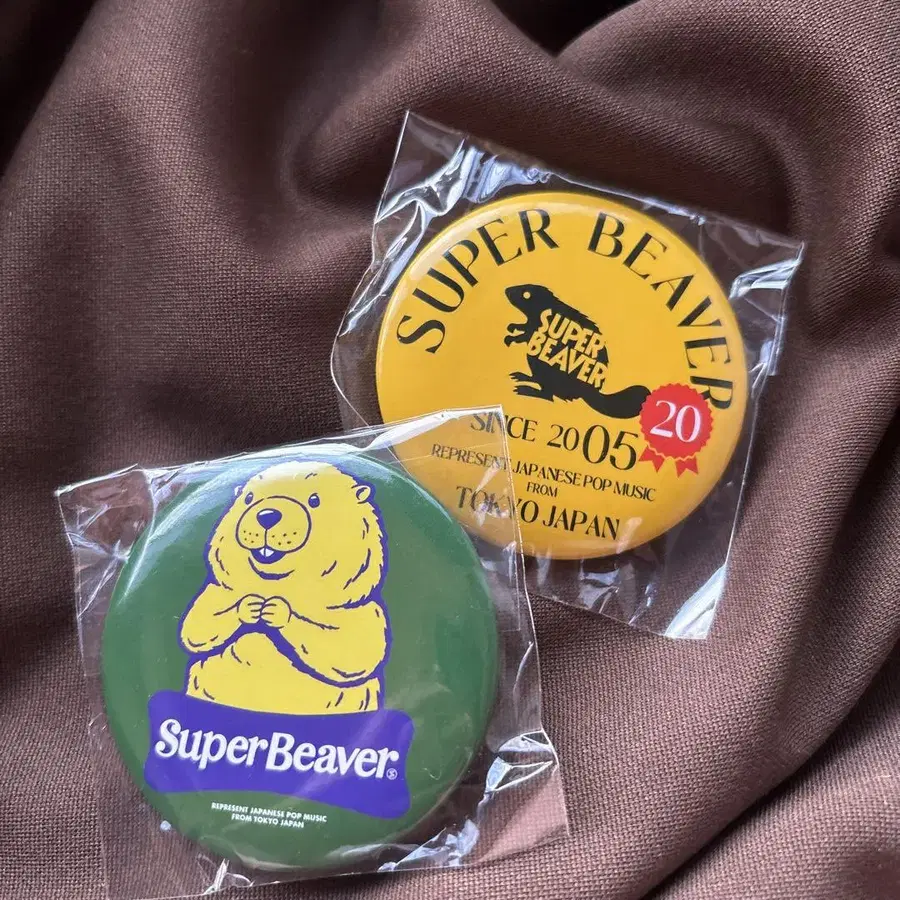 SUPER BEAVER
SUPER
BEAVER
20
SINCE 2005
REPRESENT JAPANESE POP MUSIC
FROM
TOKYO JAPAN
SuperBeaver
REPRESENT JAPANESE POP MUSIC
FROM TOKYO JAPAN